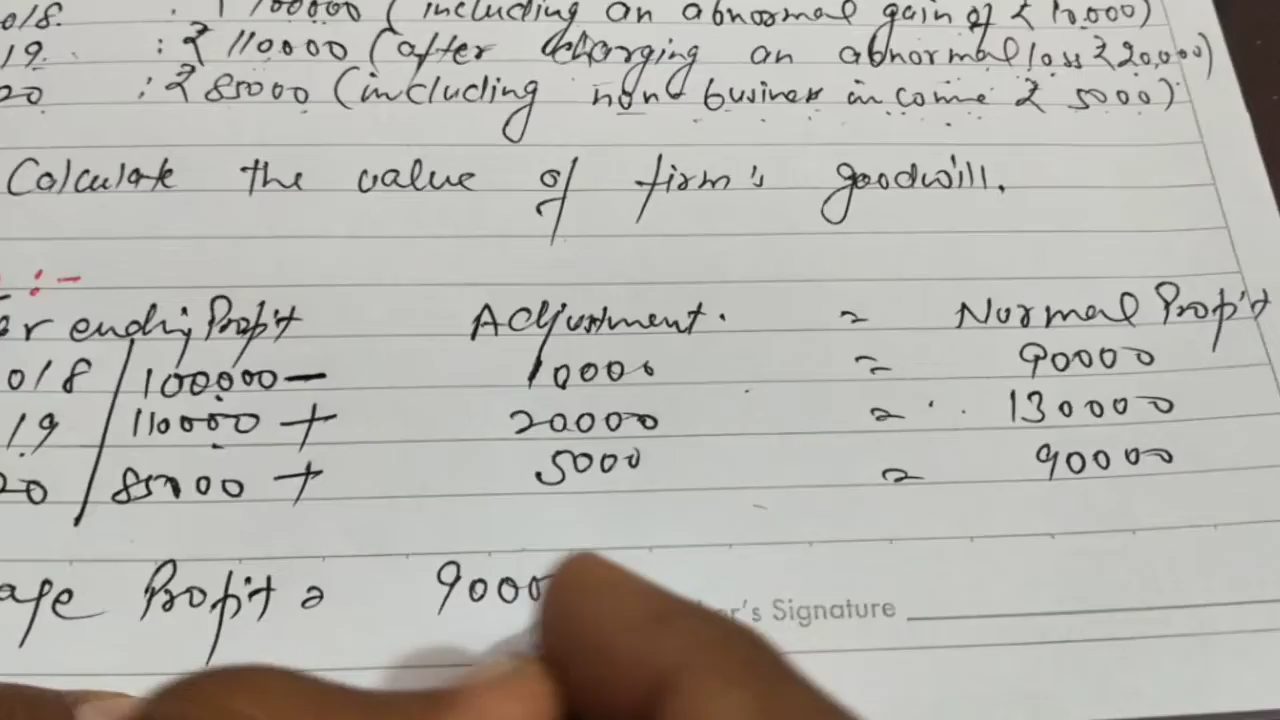 018. : ₹ 100000 (including an abnormal gain of ₹ 10,000)
19. : ₹ 110000 (after charging an abnormal loss ₹ 20,000)
20 : ₹ 85000 (including non business income ₹ 5000)
Calculate the value of firm's goodwill.
:-
ar ending Profit Adjustment. = Normal Profit
018 / 100000 - 10000 = 90000
19 / 110000 + 20000 = 130000
20 / 85000 + 5000 = 90000
age Profit = 9000
r's Signature